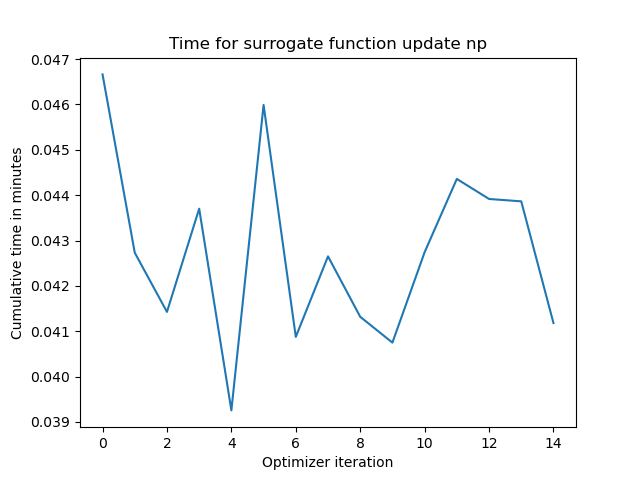 Time for surrogate function update np
Cumulative time in minutes
0.047
0.046
0.045
0.044
0.043
0.042
0.041
0.040
0.039
0 2 4 6 8 10 12 14
Optimizer iteration